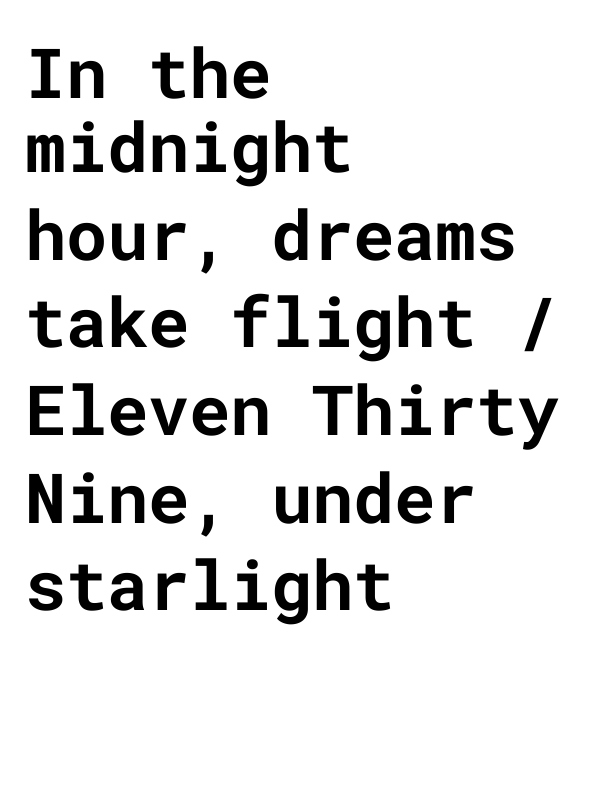 In the
midnight
hour, dreams
take flight /
Eleven Thirty
Nine, under
starlight